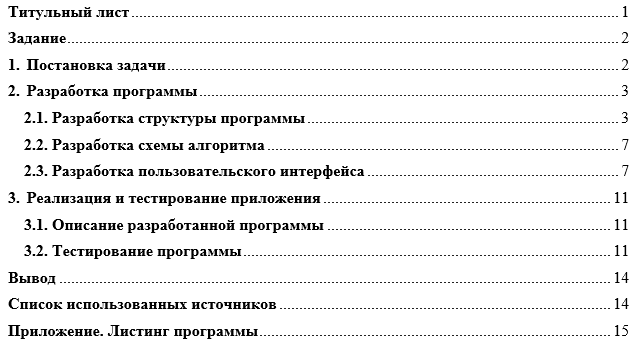 Титульный лист 1
Задание 2
1. Постановка задачи 2
2. Разработка программы 3
2.1. Разработка структуры программы 3
2.2. Разработка схемы алгоритма 7
2.3. Разработка пользовательского интерфейса 7
3. Реализация и тестирование приложения 11
3.1. Описание разработанной программы 11
3.2. Тестирование программы 11
Вывод 14
Список использованных источников 14
Приложение. Листинг программы 15